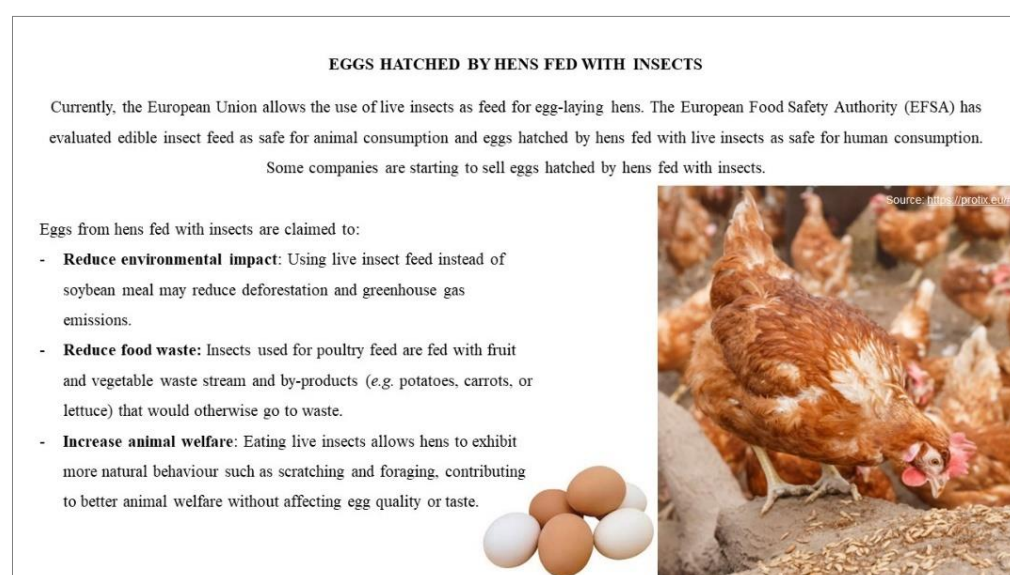 EGGS HATCHED BY HENS FED WITH INSECTS
Currently, the European Union allows the use of live insects as feed for egg-laying hens. The European Food Safety Authority (EFSA) has
evaluated edible insect feed as safe for animal consumption and eggs hatched by hens fed with live insects as safe for human consumption.
Some companies are starting to sell eggs hatched by hens fed with insects.
Source: https://protix.eu/
Eggs from hens fed with insects are claimed to:
- Reduce environmental impact: Using live insect feed instead of
soybean meal may reduce deforestation and greenhouse gas
emissions.
- Reduce food waste: Insects used for poultry feed are fed with fruit
and vegetable waste stream and by-products (e.g. potatoes, carrots, or
lettuce) that would otherwise go to waste.
- Increase animal welfare: Eating live insects allows hens to exhibit
more natural behaviour such as scratching and foraging, contributing
to better animal welfare without affecting egg quality or taste.